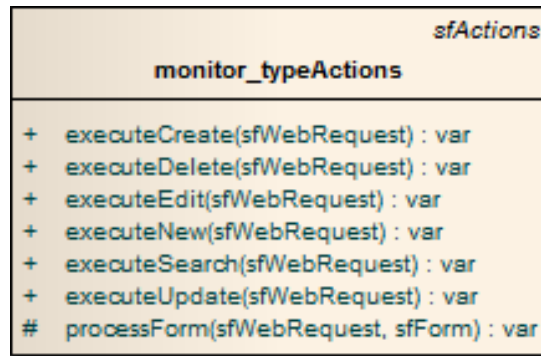 sfActions
monitor_typeActions
+ executeCreate(sfWebRequest) : var
+ executeDelete(sfWebRequest) : var
+ executeEdit(sfWebRequest) : var
+ executeNew(sfWebRequest) : var
+ executeSearch(sfWebRequest) : var
+ executeUpdate(sfWebRequest) : var
# processForm(sfWebRequest, sfForm) : var